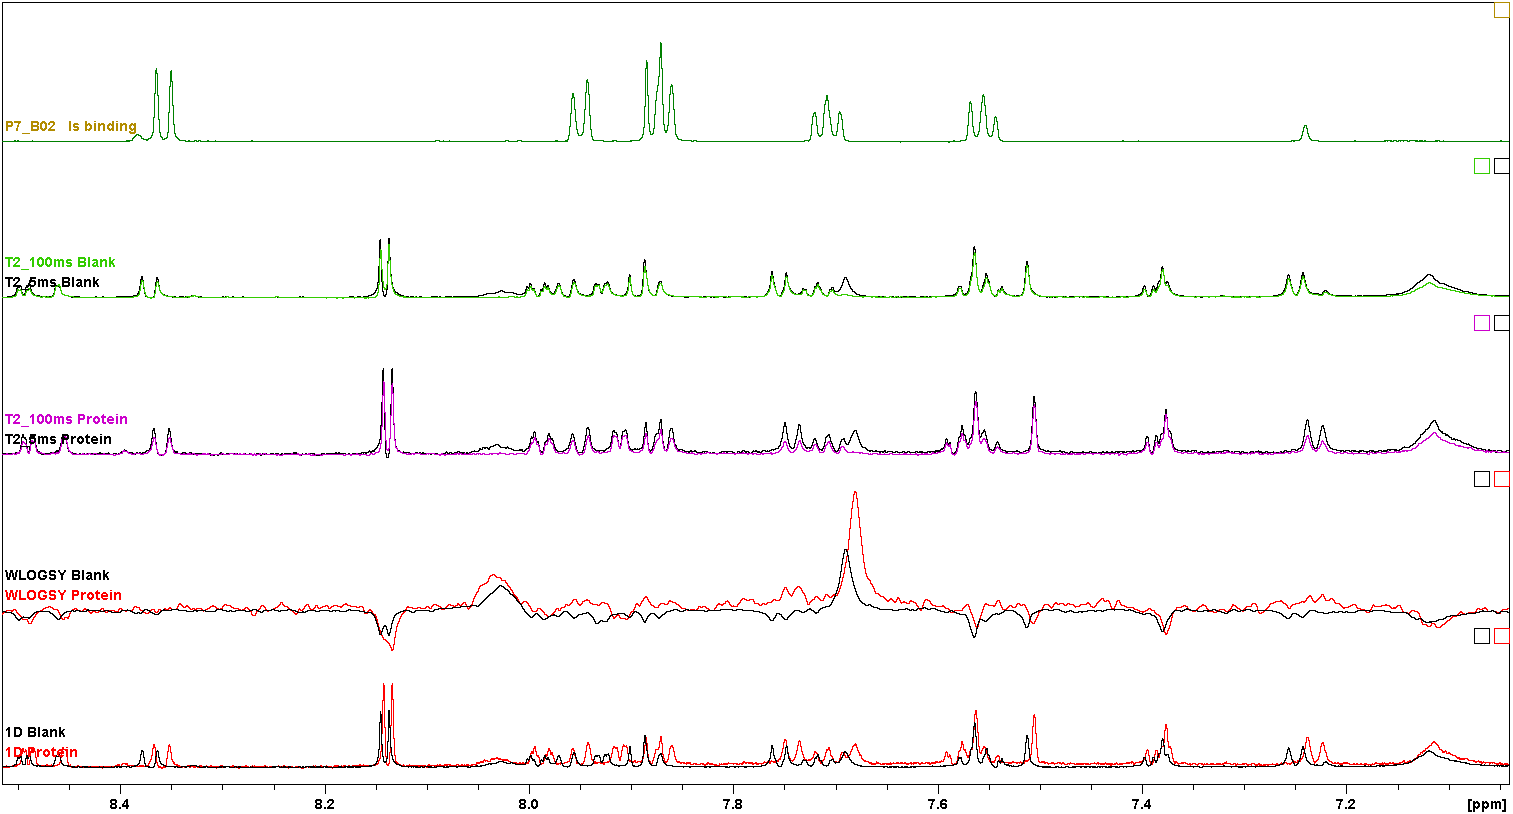 P7_B02 Is binding
T2_100ms Blank
T2_5ms Blank
T2_100ms Protein
T2_5ms Protein
WLOGSY Blank
WLOGSY Protein
1D Blank
1D Protein
8.4 8.2 8.0 7.8 7.6 7.4 7.2 [ppm]